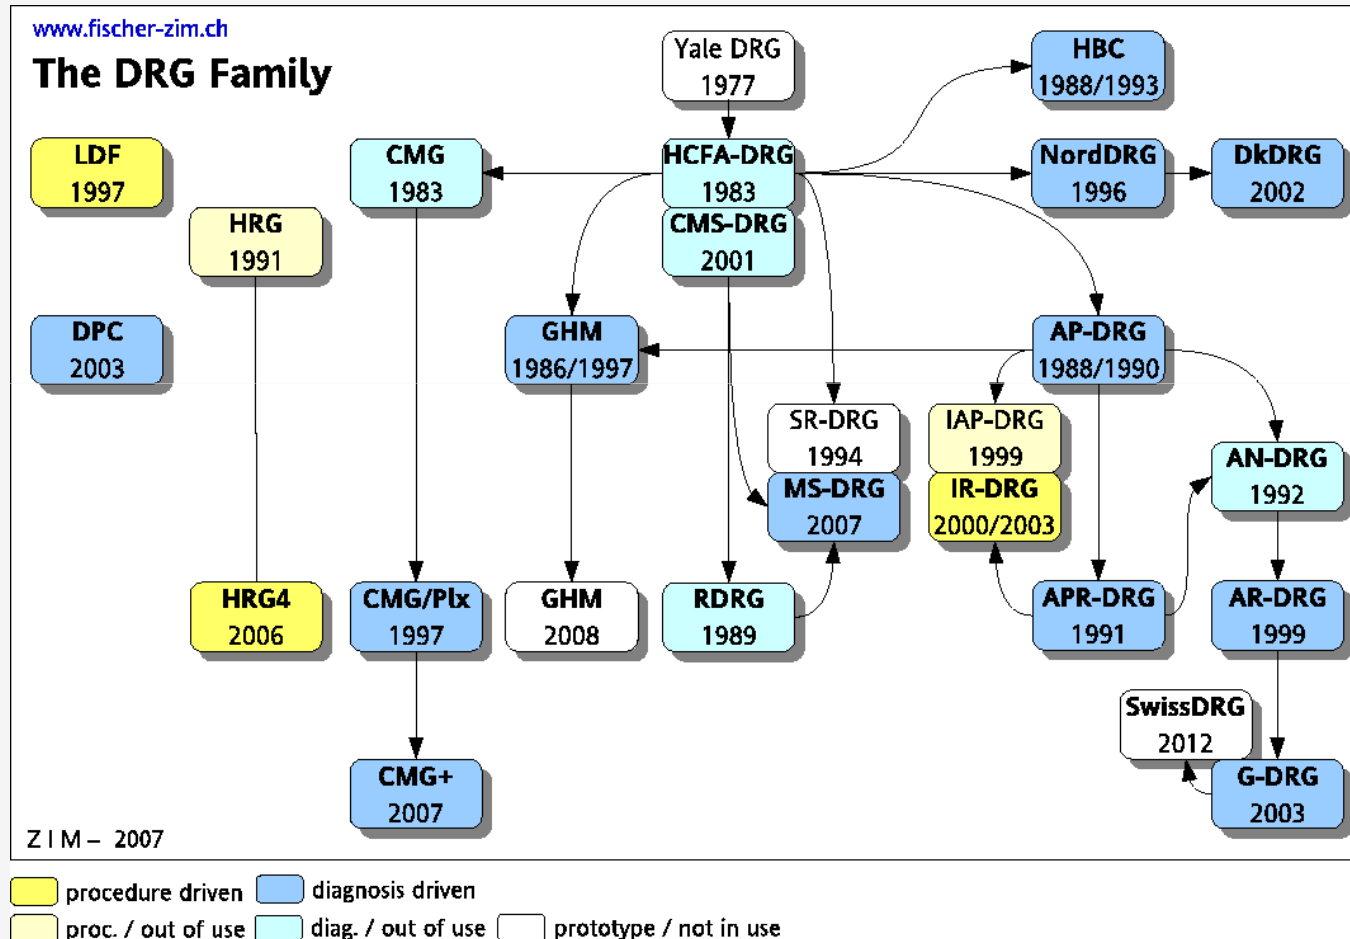 www.fischer-zim.ch
The DRG Family
Yale DRG
1977
HBC
1988/1993
LDF
1997
CMG
1983
HCFA-DRG
1983
NordDRG
1996
DkDRG
2002
HRG
1991
CMS-DRG
2001
DPC
2003
GHM
1986/1997
AP-DRG
1988/1990
SR-DRG
1994
IAP-DRG
1999
AN-DRG
1992
MS-DRG
2007
IR-DRG
2000/2003
HRG4
2006
CMG/Plx
1997
GHM
2008
RDRG
1989
APR-DRG
1991
AR-DRG
1999
SwissDRG
2012
CMG+
2007
G-DRG
2003
Z I M – 2007
procedure driven
diagnosis driven
proc. / out of use
diag. / out of use
prototype / not in use